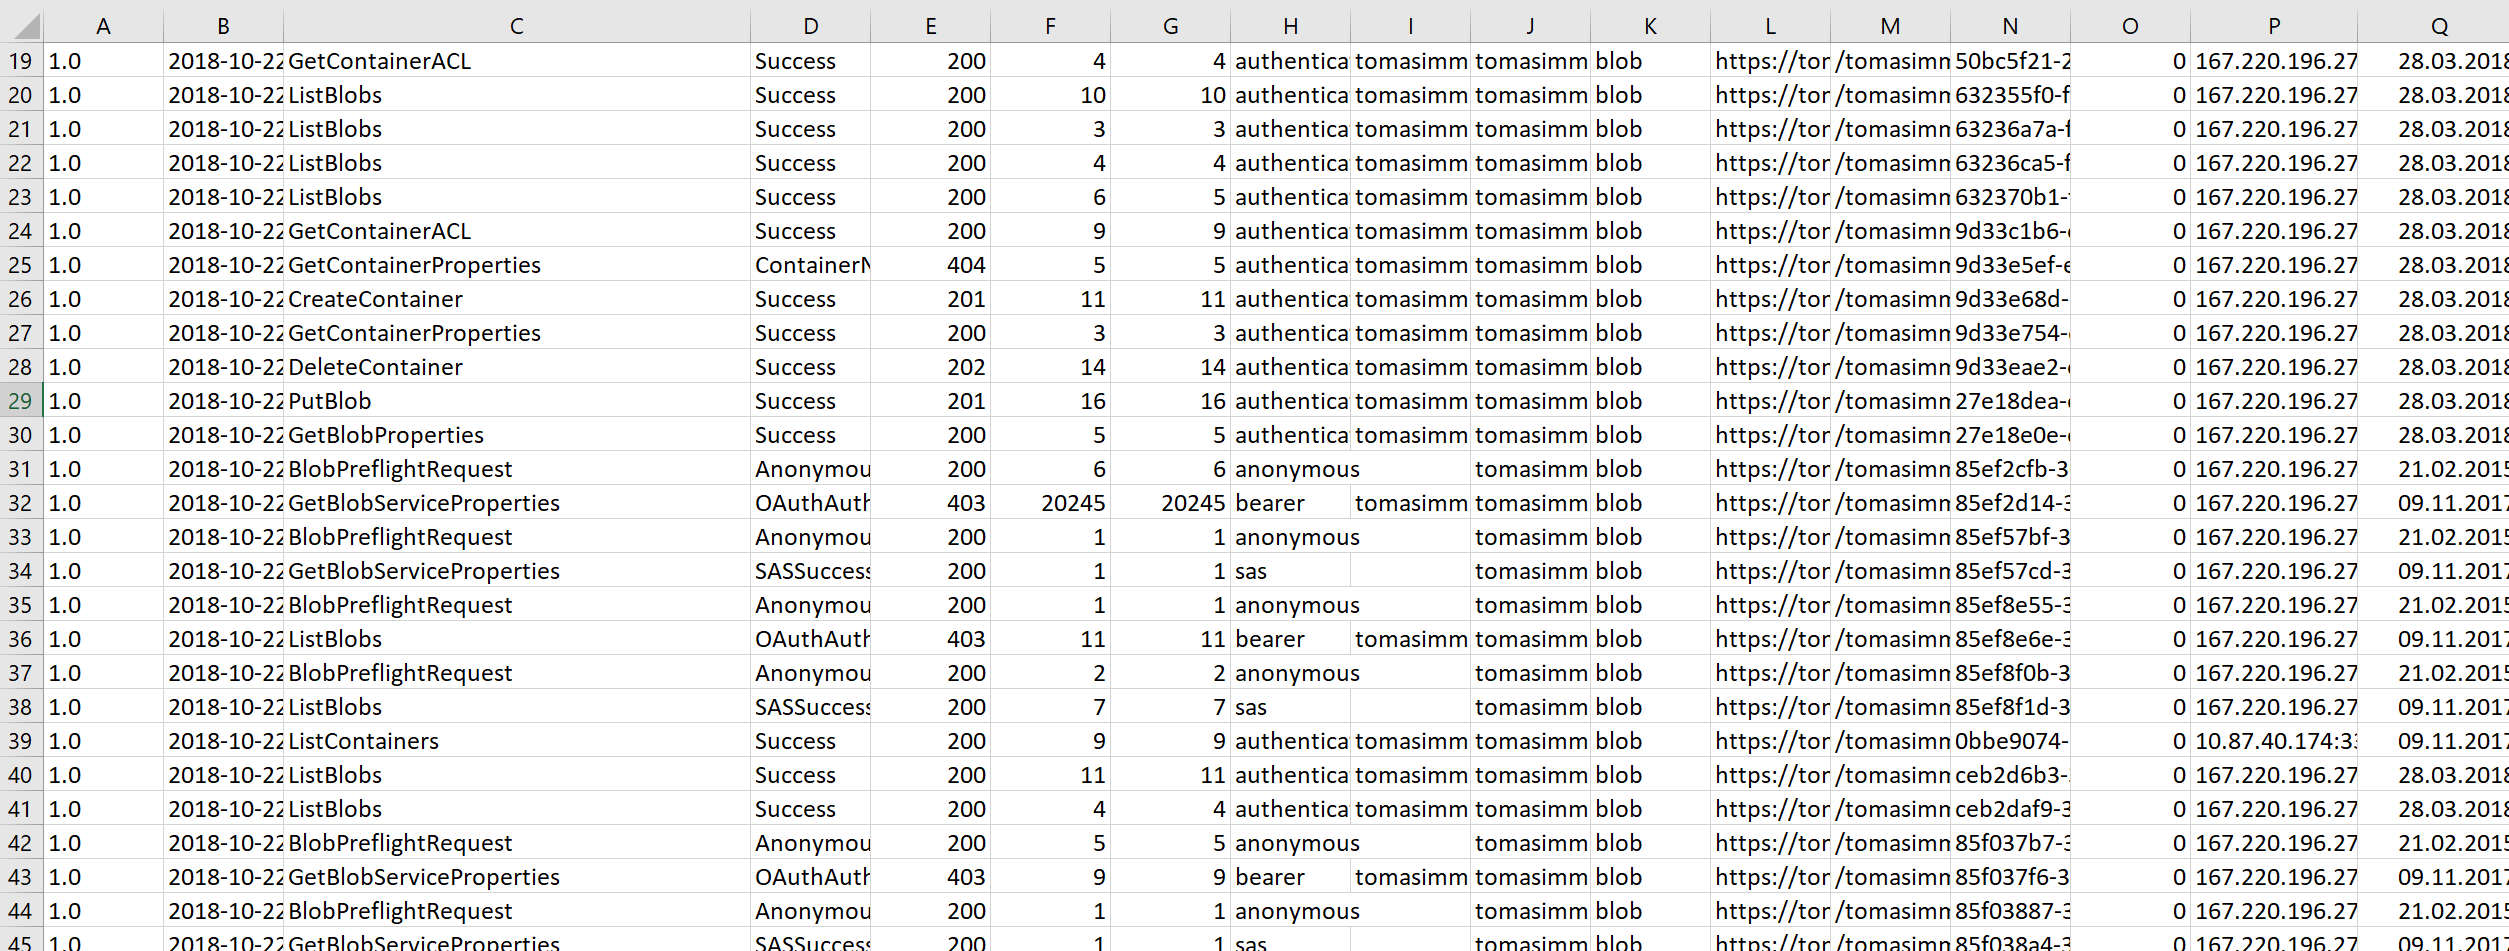 A B C D E F G H I J K L M N O P Q
19 1.0 2018-10-22 GetContainerACL Success 200 4 4 authentica tomasimm tomasimm blob https://tor /tomasimm 50bc5f21-2 0 167.220.196.27 28.03.2018
20 1.0 2018-10-22 ListBlobs Success 200 10 10 authentica tomasimm tomasimm blob https://tor /tomasimm 632355f0-f 0 167.220.196.27 28.03.2018
21 1.0 2018-10-22 ListBlobs Success 200 3 3 authentica tomasimm tomasimm blob https://tor /tomasimm 63236a7a-f 0 167.220.196.27 28.03.2018
22 1.0 2018-10-22 ListBlobs Success 200 4 4 authentica tomasimm tomasimm blob https://tor /tomasimm 63236ca5-f 0 167.220.196.27 28.03.2018
23 1.0 2018-10-22 ListBlobs Success 200 6 5 authentica tomasimm tomasimm blob https://tor /tomasimm 632370b1- 0 167.220.196.27 28.03.2018
24 1.0 2018-10-22 GetContainerACL Success 200 9 9 authentica tomasimm tomasimm blob https://tor /tomasimm 9d33c1b6- 0 167.220.196.27 28.03.2018
25 1.0 2018-10-22 GetContainerProperties ContainerN 404 5 5 authentica tomasimm tomasimm blob https://tor /tomasimm 9d33e5ef-e 0 167.220.196.27 28.03.2018
26 1.0 2018-10-22 CreateContainer Success 201 11 11 authentica tomasimm tomasimm blob https://tor /tomasimm 9d33e68d- 0 167.220.196.27 28.03.2018
27 1.0 2018-10-22 GetContainerProperties Success 200 3 3 authentica tomasimm tomasimm blob https://tor /tomasimm 9d33e754- 0 167.220.196.27 28.03.2018
28 1.0 2018-10-22 DeleteContainer Success 202 14 14 authentica tomasimm tomasimm blob https://tor /tomasimm 9d33eae2- 0 167.220.196.27 28.03.2018
29 1.0 2018-10-22 PutBlob Success 201 16 16 authentica tomasimm tomasimm blob https://tor /tomasimm 27e18dea- 0 167.220.196.27 28.03.2018
30 1.0 2018-10-22 GetBlobProperties Success 200 5 5 authentica tomasimm tomasimm blob https://tor /tomasimm 27e18e0e- 0 167.220.196.27 28.03.2018
31 1.0 2018-10-22 BlobPreflightRequest Anonymou 200 6 6 anonymous tomasimm blob https://tor /tomasimm 85ef2cfb-3 0 167.220.196.27 21.02.2015
32 1.0 2018-10-22 GetBlobServiceProperties OAuthAuth 403 20245 20245 bearer tomasimm tomasimm blob https://tor /tomasimm 85ef2d14-3 0 167.220.196.27 09.11.2017
33 1.0 2018-10-22 BlobPreflightRequest Anonymou 200 1 1 anonymous tomasimm blob https://tor /tomasimm 85ef57bf-3 0 167.220.196.27 21.02.2015
34 1.0 2018-10-22 GetBlobServiceProperties SASSuccess 200 1 1 sas tomasimm blob https://tor /tomasimm 85ef57cd-3 0 167.220.196.27 09.11.2017
35 1.0 2018-10-22 BlobPreflightRequest Anonymou 200 1 1 anonymous tomasimm blob https://tor /tomasimm 85ef8e55-3 0 167.220.196.27 21.02.2015
36 1.0 2018-10-22 ListBlobs OAuthAuth 403 11 11 bearer tomasimm tomasimm blob https://tor /tomasimm 85ef8e6e-3 0 167.220.196.27 09.11.2017
37 1.0 2018-10-22 BlobPreflightRequest Anonymou 200 2 2 anonymous tomasimm blob https://tor /tomasimm 85ef8f0b-3 0 167.220.196.27 21.02.2015
38 1.0 2018-10-22 ListBlobs SASSuccess 200 7 7 sas tomasimm blob https://tor /tomasimm 85ef8f1d-3 0 167.220.196.27 09.11.2017
39 1.0 2018-10-22 ListContainers Success 200 9 9 authentica tomasimm tomasimm blob https://tor /tomasimm 0bbe9074- 0 10.87.40.174:33 09.11.2017
40 1.0 2018-10-22 ListBlobs Success 200 11 11 authentica tomasimm tomasimm blob https://tor /tomasimm ceb2d6b3- 0 167.220.196.27 28.03.2018
41 1.0 2018-10-22 ListBlobs Success 200 4 4 authentica tomasimm tomasimm blob https://tor /tomasimm ceb2daf9-3 0 167.220.196.27 28.03.2018
42 1.0 2018-10-22 BlobPreflightRequest Anonymou 200 5 5 anonymous tomasimm blob https://tor /tomasimm 85f037b7-3 0 167.220.196.27 21.02.2015
43 1.0 2018-10-22 GetBlobServiceProperties OAuthAuth 403 9 9 bearer tomasimm tomasimm blob https://tor /tomasimm 85f037f6-3 0 167.220.196.27 09.11.2017
44 1.0 2018-10-22 BlobPreflightRequest Anonymou 200 1 1 anonymous tomasimm blob https://tor /tomasimm 85f03887-3 0 167.220.196.27 21.02.2015
45 1.0 2018-10-22 GetBlobServiceProperties SASSuccess 200 1 1 sas tomasimm blob https://tor /tomasimm 85f038a4-3 0 167.220.196.27 09.11.2017